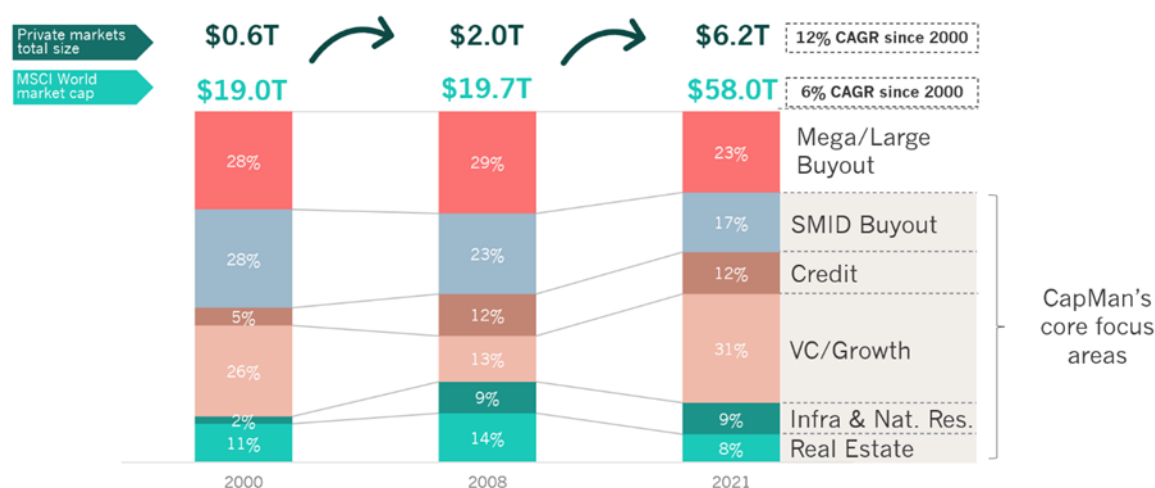 Private markets
total size
$0.6T
$2.0T
$6.2T
12% CAGR since 2000
MSCI World
market cap
$19.0T
$19.7T
$58.0T
6% CAGR since 2000
28%
29%
23%
Mega/Large
Buyout
28%
23%
17%
SMID Buyout
5%
12%
12%
Credit
26%
13%
31%
VC/Growth
2%
9%
9%
Infra & Nat. Res.
11%
14%
8%
Real Estate
CapMan's
core focus
areas
2000
2008
2021